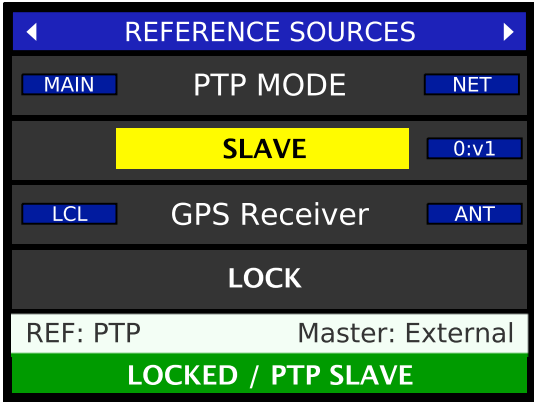 REFERENCE SOURCES
MAIN PTP MODE NET
SLAVE 0:v1
LCL GPS Receiver ANT
LOCK
REF: PTP Master: External
LOCKED / PTP SLAVE